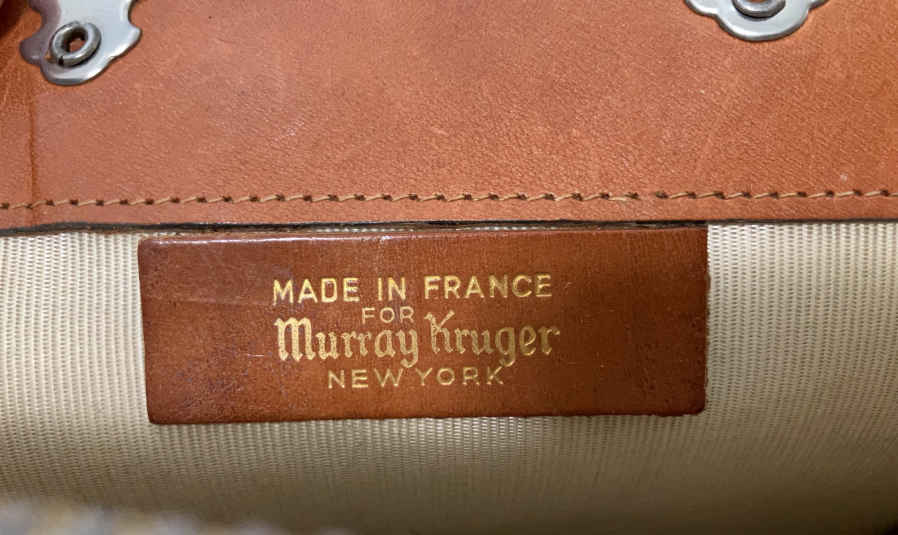 MADE IN FRANCE
FOR
Murray Kruger
NEW YORK